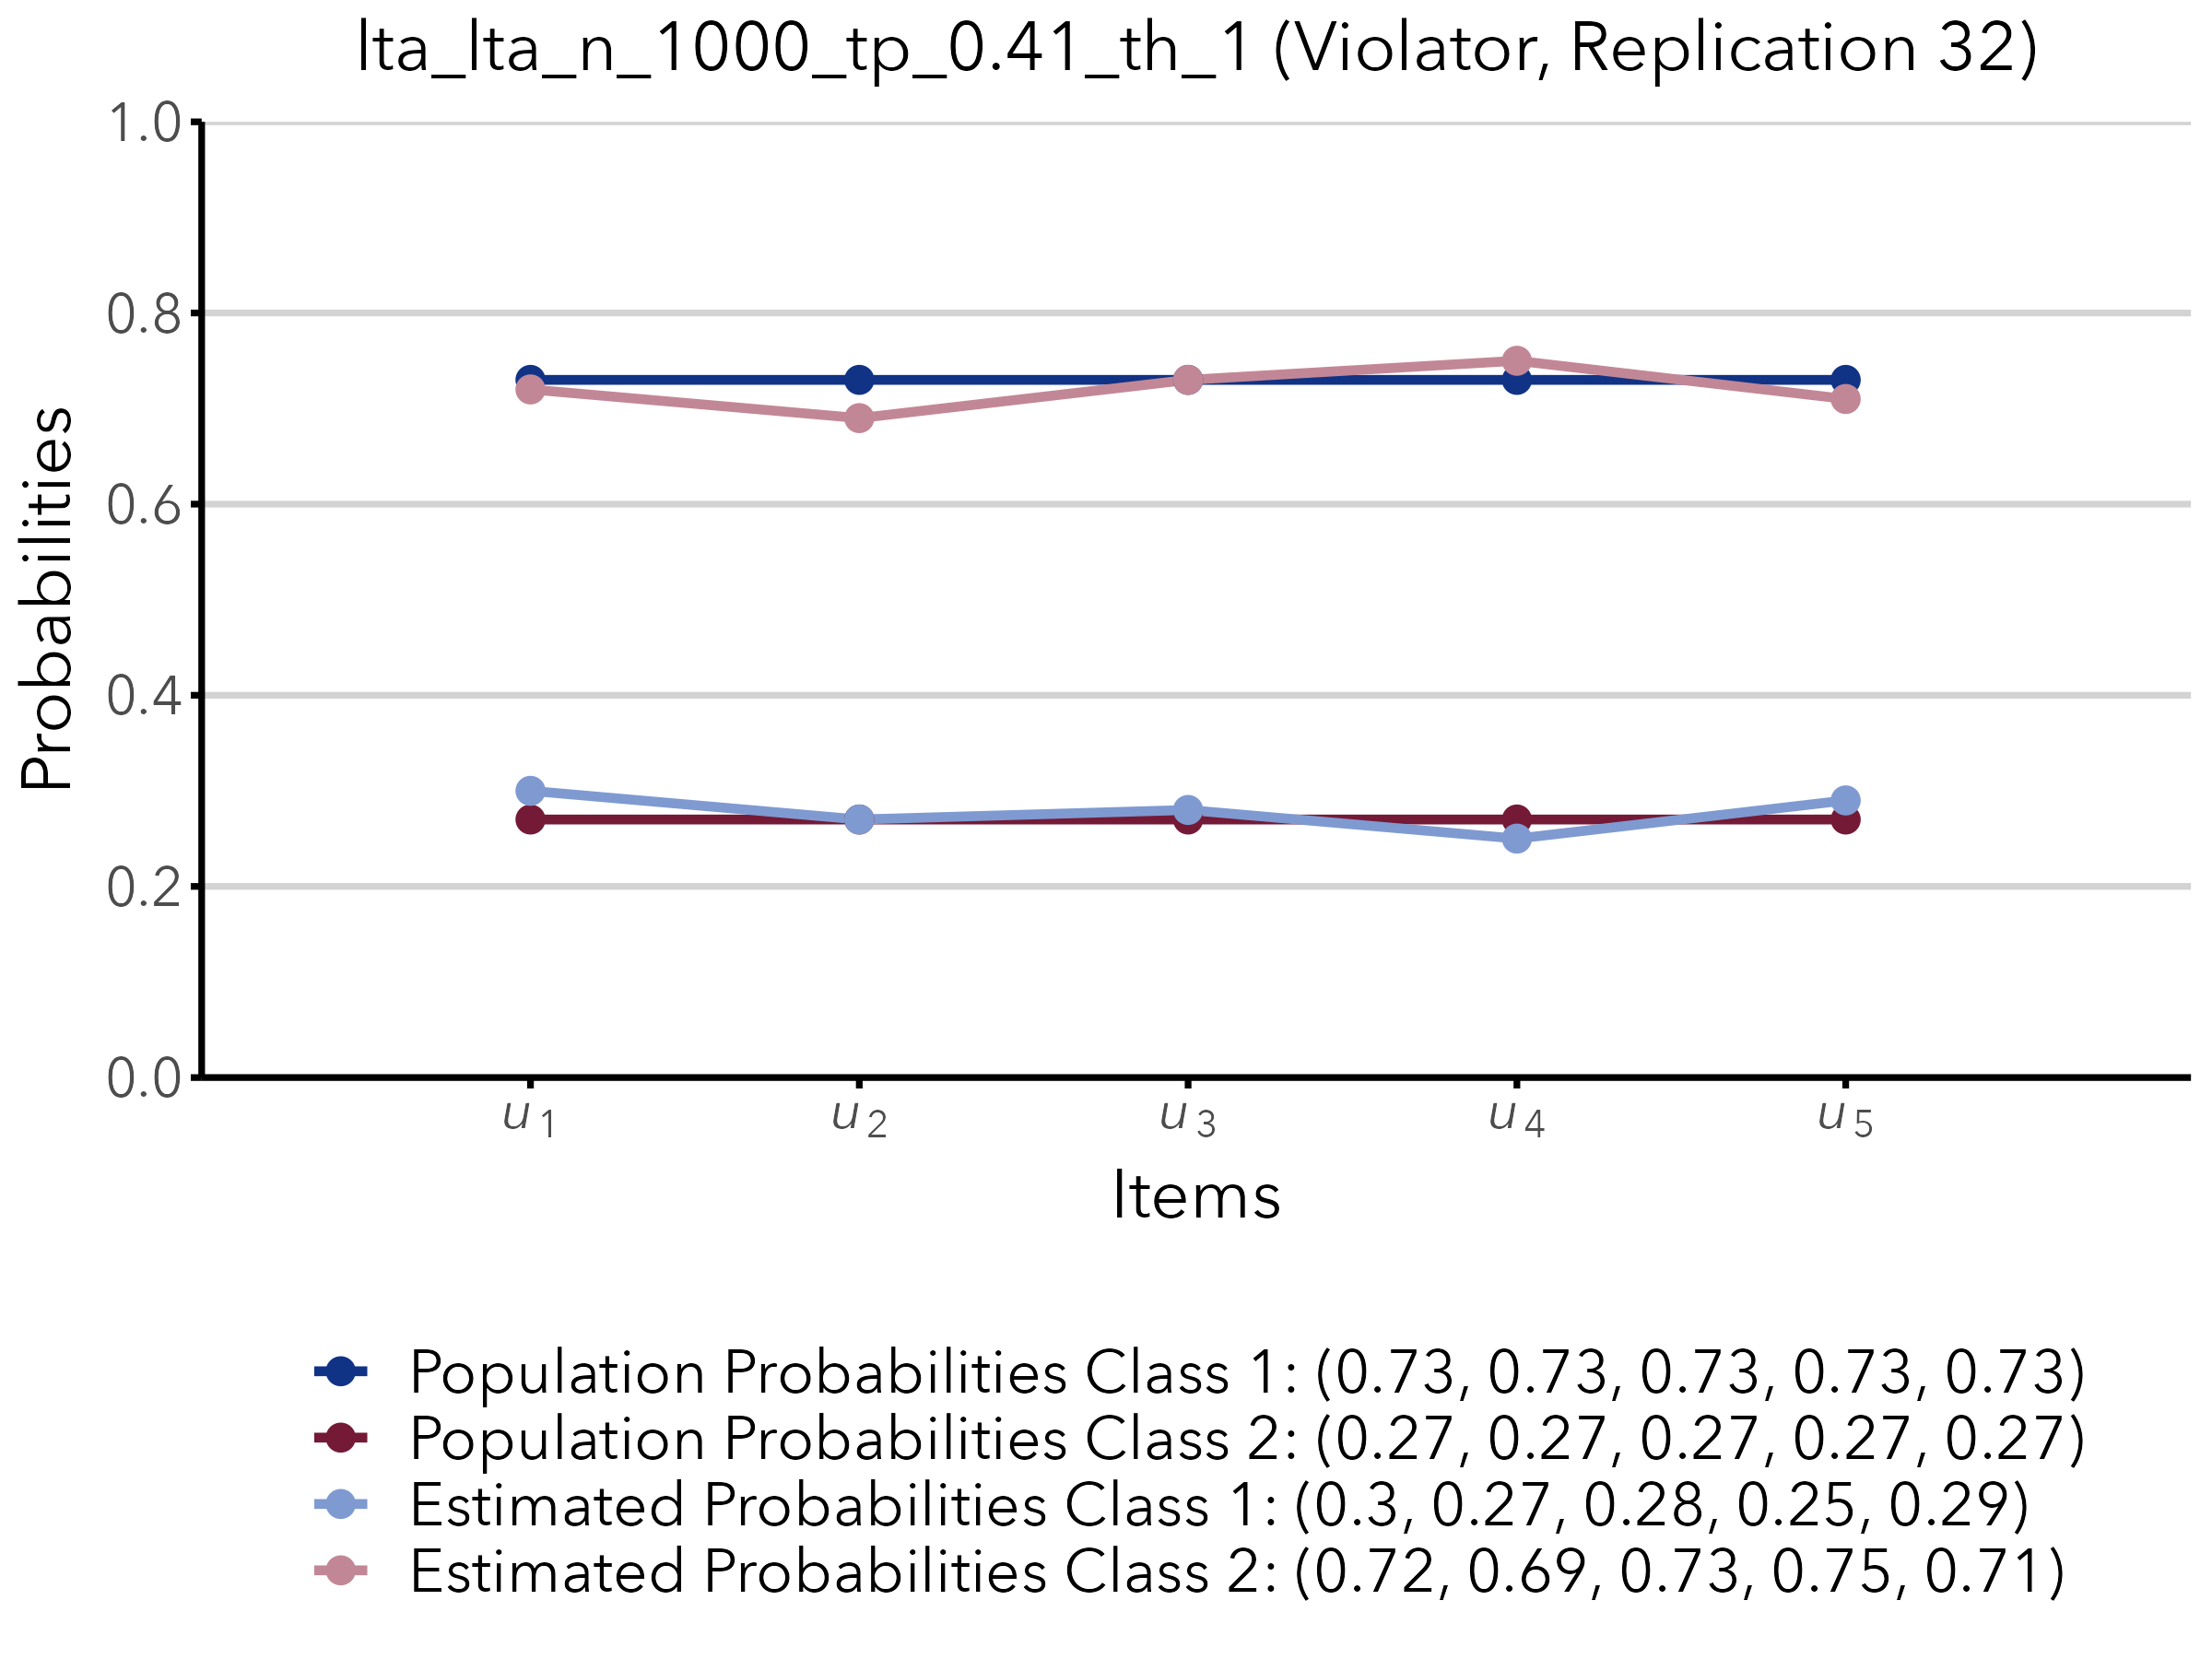 lta_lta_n_1000_tp_0.41_th_1 (Violator, Replication 32)
1.0
0.8
0.6
0.4
0.2
0.0
Probabilities
u1
u2
u3
u4
u5
Items
Population Probabilities Class 1: (0.73, 0.73, 0.73, 0.73, 0.73)
Population Probabilities Class 2: (0.27, 0.27, 0.27, 0.27, 0.27)
Estimated Probabilities Class 1: (0.3, 0.27, 0.28, 0.25, 0.29)
Estimated Probabilities Class 2: (0.72, 0.69, 0.73, 0.75, 0.71)